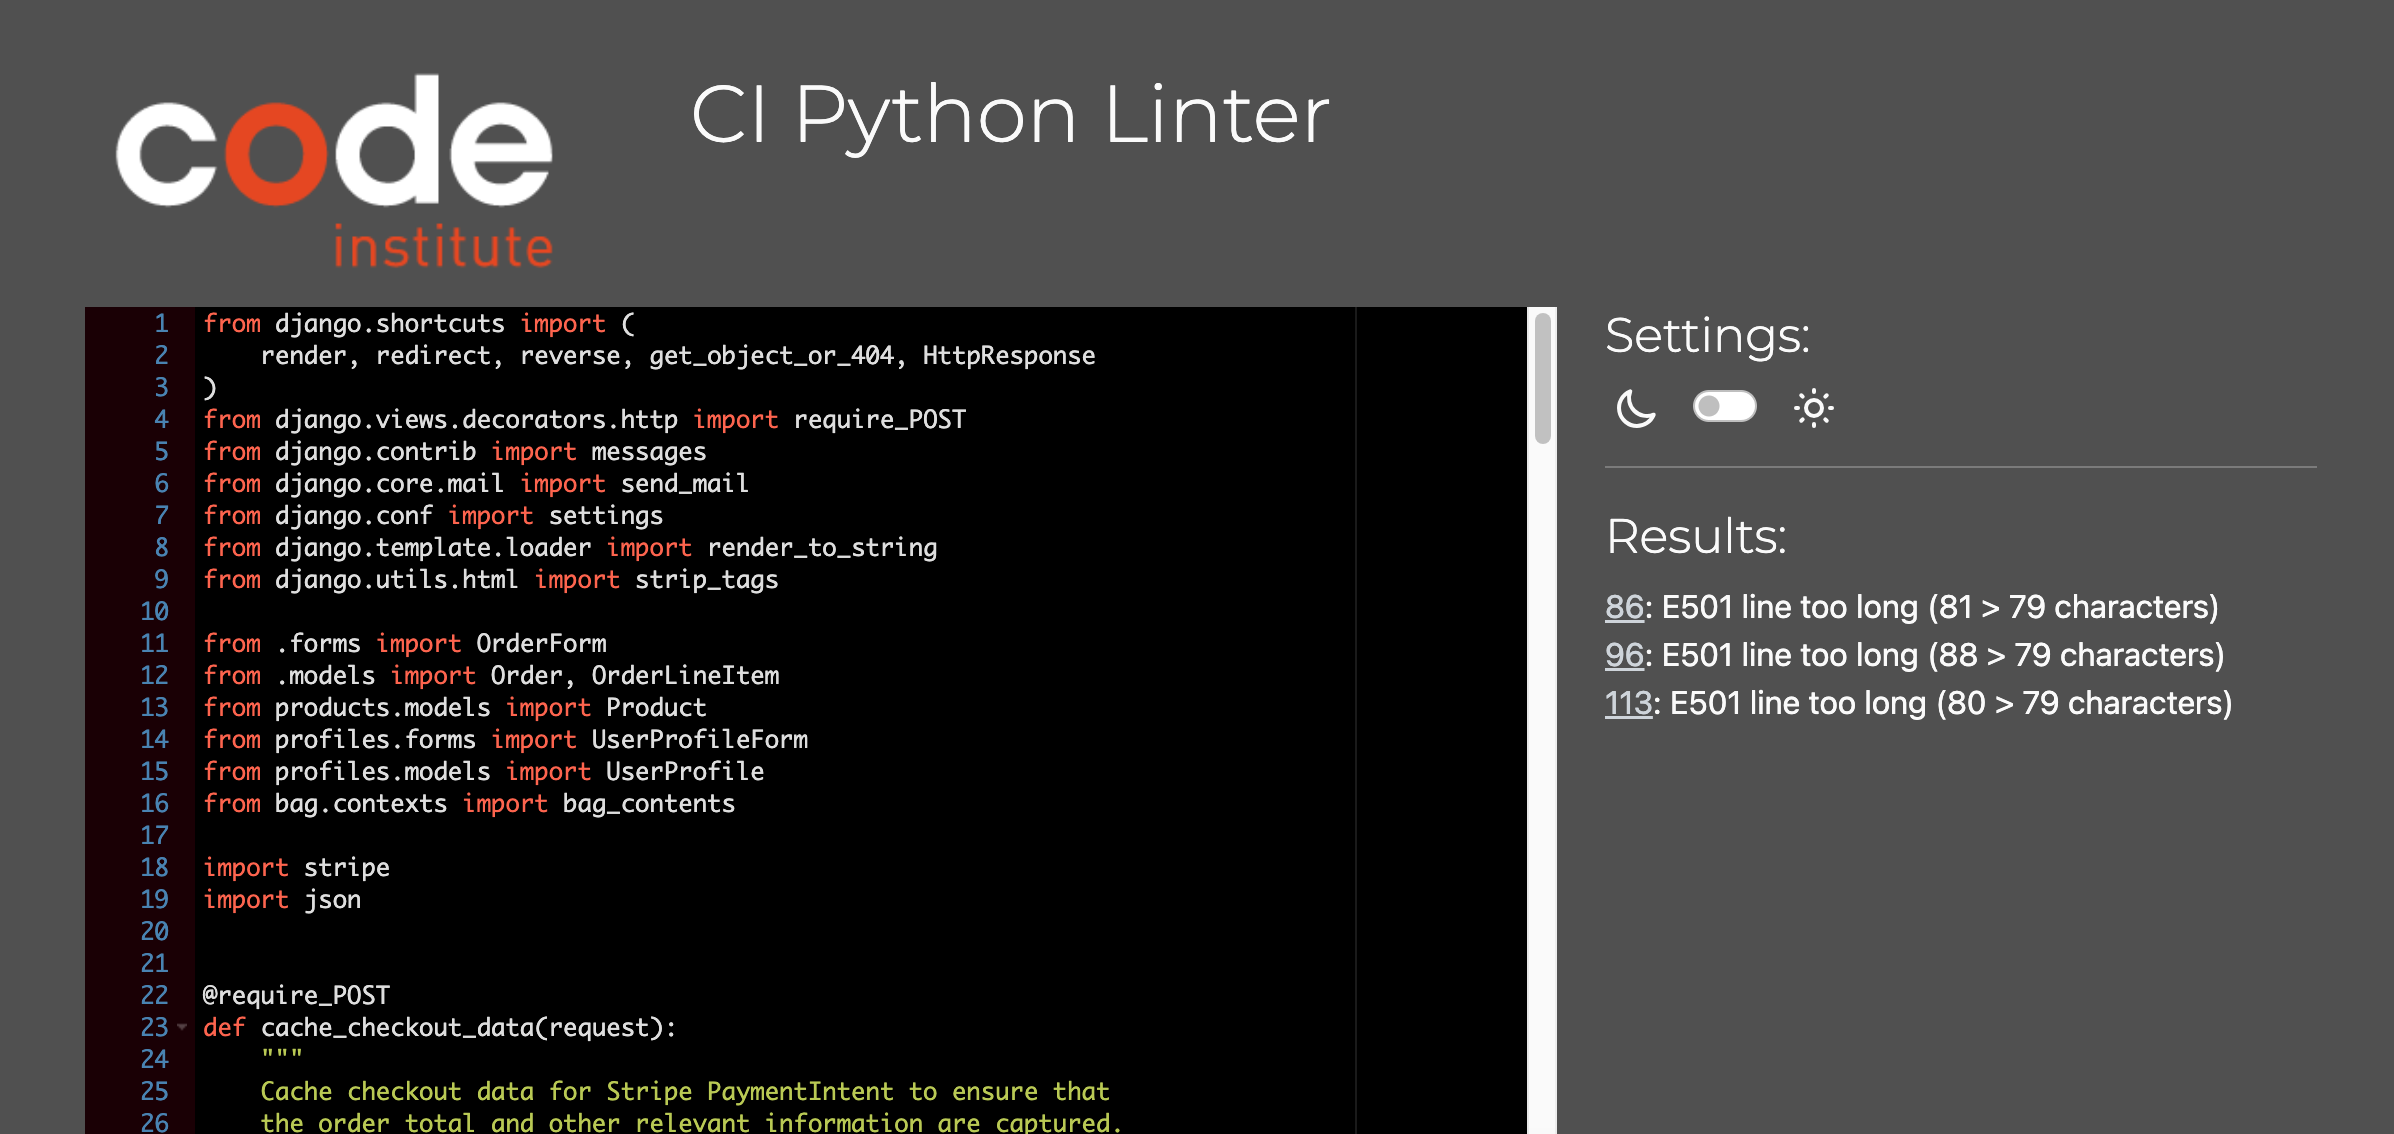 code
institute
CI Python Linter
1 from django.shortcuts import (
2     render, redirect, reverse, get_object_or_404, HttpResponse
3 )
4 from django.views.decorators.http import require_POST
5 from django.contrib import messages
6 from django.core.mail import send_mail
7 from django.conf import settings
8 from django.template.loader import render_to_string
9 from django.utils.html import strip_tags
10
11 from .forms import OrderForm
12 from .models import Order, OrderLineItem
13 from products.models import Product
14 from profiles.forms import UserProfileForm
15 from profiles.models import UserProfile
16 from bag.contexts import bag_contents
17
18 import stripe
19 import json
20
21
22 @require_POST
23 def cache_checkout_data(request):
24     """
25     Cache checkout data for Stripe PaymentIntent to ensure that
26     the order total and other relevant information are captured.
Settings:
Results:
86: E501 line too long (81 > 79 characters)
96: E501 line too long (88 > 79 characters)
113: E501 line too long (80 > 79 characters)